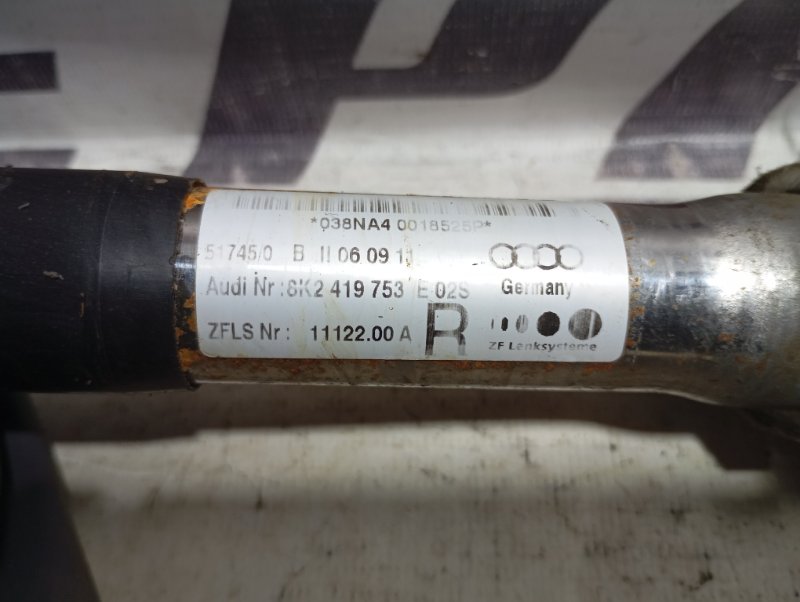 *038NA4 0018525P*
51745/0 B II 06 09 11
Audi Nr:8K2 419 753 E 02S
Germany
ZFLS Nr: 11122.00 A R
ZF Lenksysteme